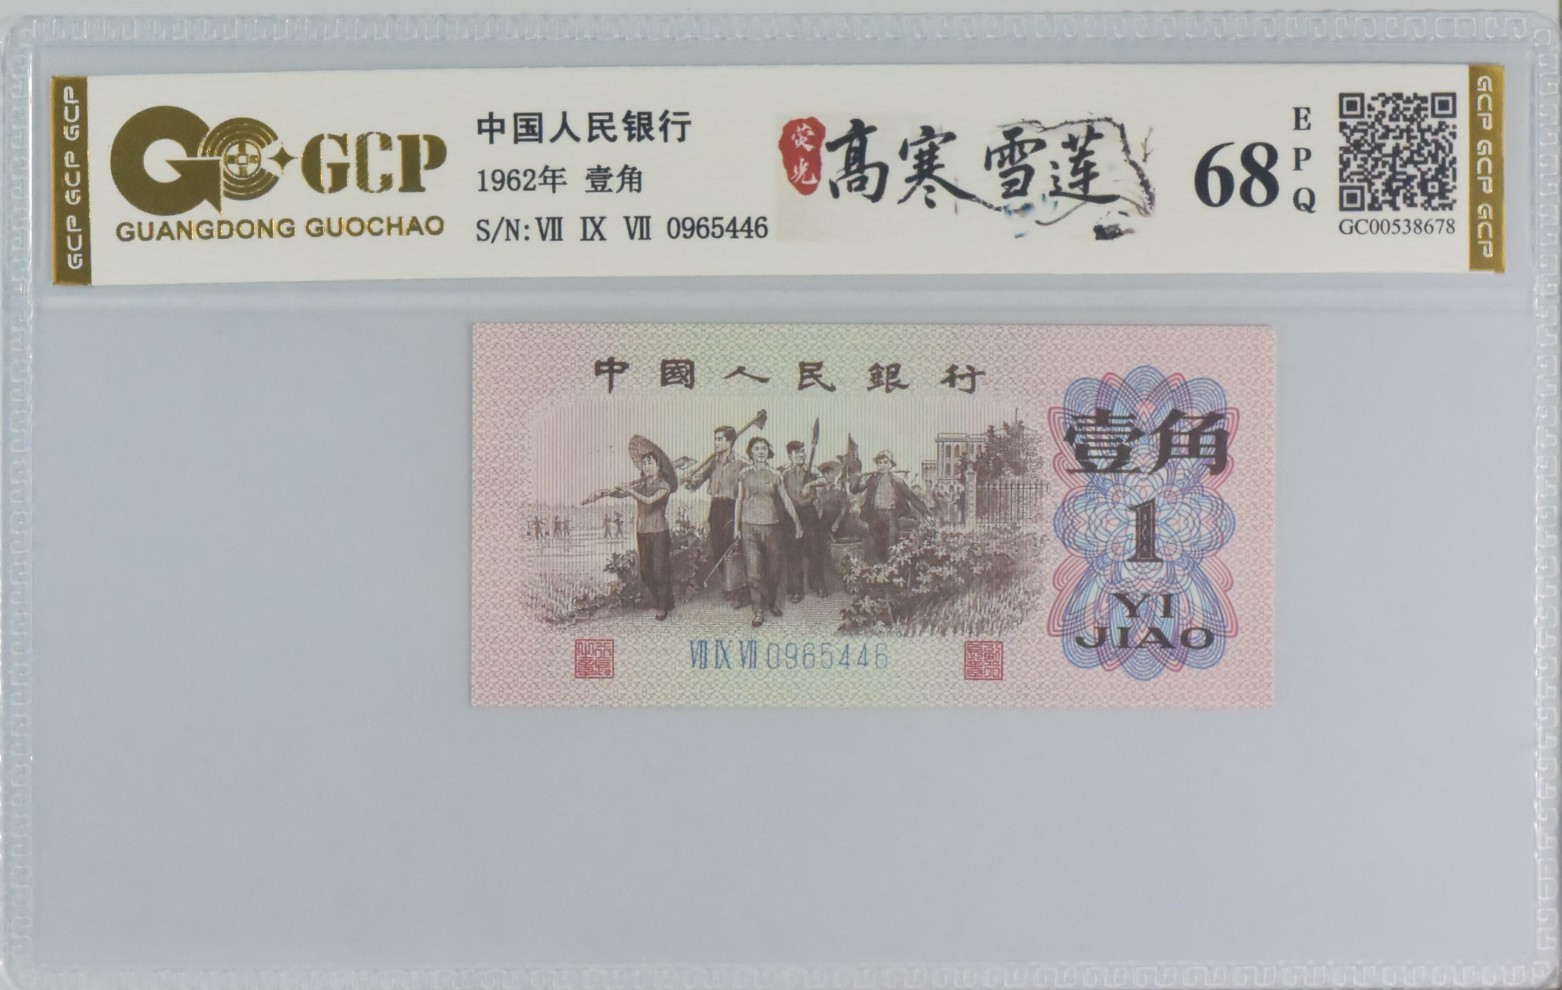 GCP GCP GCP
GCP
GUANGDONG GUOCHAO
中国人民银行
1962年 壹角
S/N: Ⅶ Ⅸ Ⅶ 0965446
荧光
高寒雪莲
68
EPQ
GC00538678
GCP GCP GCP
中國人民銀行
壹角
1
YI
JIAO
Ⅶ Ⅸ Ⅶ 0965446